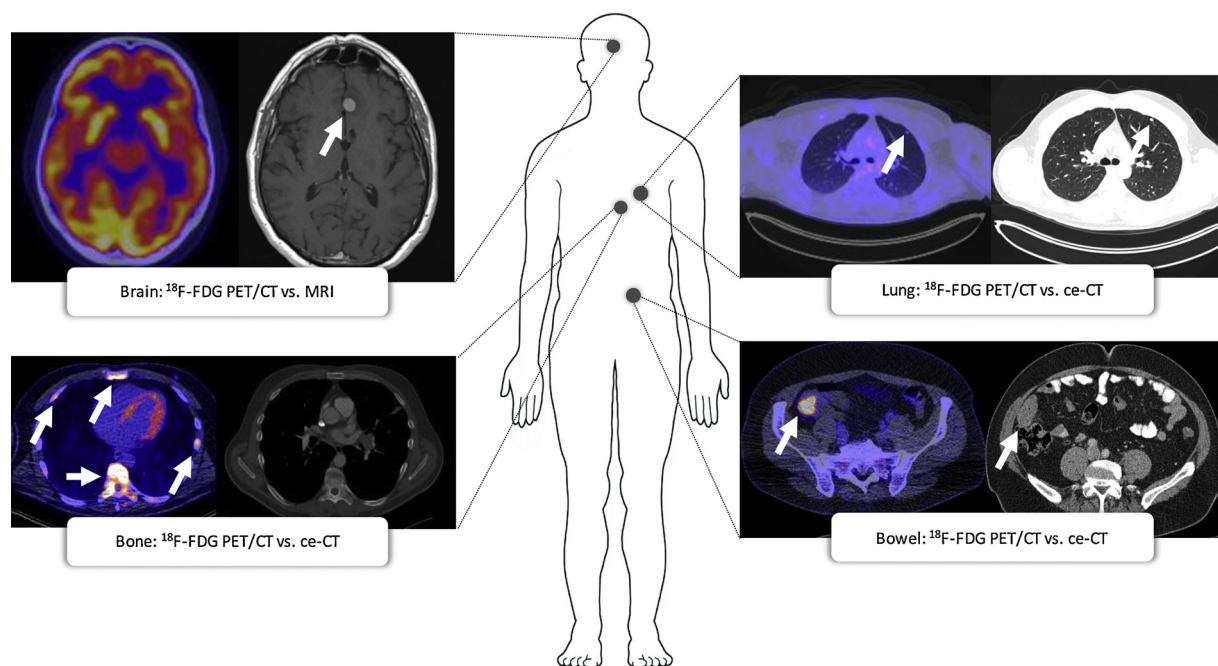 Brain: ¹⁸F-FDG PET/CT vs. MRI
Lung: ¹⁸F-FDG PET/CT vs. ce-CT
Bone: ¹⁸F-FDG PET/CT vs. ce-CT
Bowel: ¹⁸F-FDG PET/CT vs. ce-CT